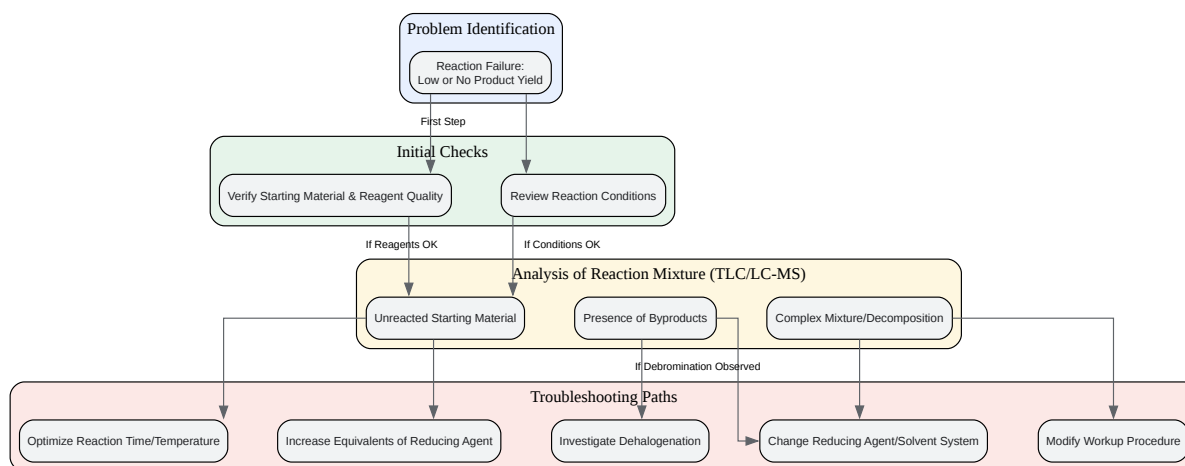 Problem Identification
Reaction Failure:
Low or No Product Yield
First Step
Initial Checks
Verify Starting Material & Reagent Quality
Review Reaction Conditions
If Reagents OK
If Conditions OK
Analysis of Reaction Mixture (TLC/LC-MS)
Unreacted Starting Material
Presence of Byproducts
Complex Mixture/Decomposition
If Debromination Observed
Troubleshooting Paths
Optimize Reaction Time/Temperature
Increase Equivalents of Reducing Agent
Investigate Dehalogenation
Change Reducing Agent/Solvent System
Modify Workup Procedure